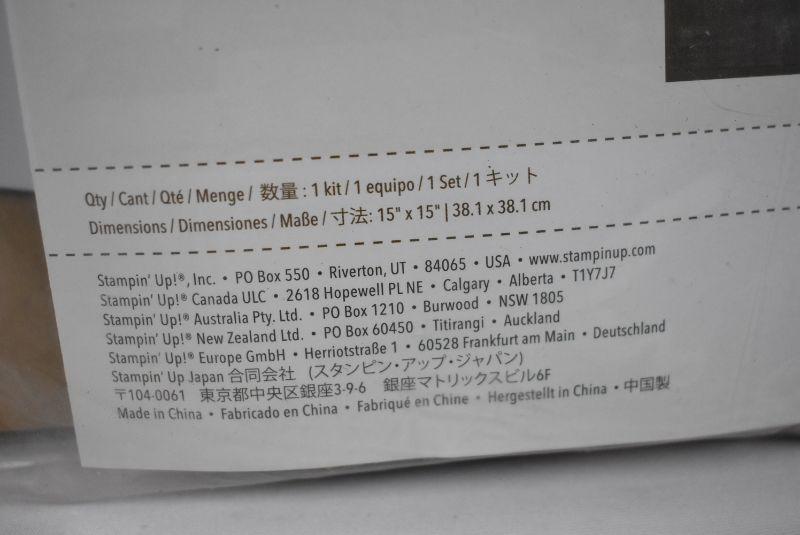 Qty / Cant / Qté / Menge / 数量 : 1 kit / 1 equipo / 1 Set / 1 キット
Dimensions / Dimensiones / Maße / 寸法: 15" x 15" | 38.1 x 38.1 cm
Stampin' Up!®, Inc. • PO Box 550 • Riverton, UT • 84065 • USA • www.stampinup.com
Stampin' Up!® Canada ULC • 2618 Hopewell PL NE • Calgary • Alberta • T1Y7J7
Stampin' Up!® Australia Pty. Ltd. • PO Box 1210 • Burwood • NSW 1805
Stampin' Up!® New Zealand Ltd. • PO Box 60450 • Titirangi • Auckland
Stampin' Up!® Europe GmbH • Herriotstraße 1 • 60528 Frankfurt am Main • Deutschland
Stampin' Up Japan 合同会社 (スタンピン・アップ・ジャパン)
〒104-0061 東京都中央区銀座3-9-6 銀座マトリックスビル6F
Made in China • Fabricado en China • Fabriqué en Chine • Hergestellt in China • 中国製